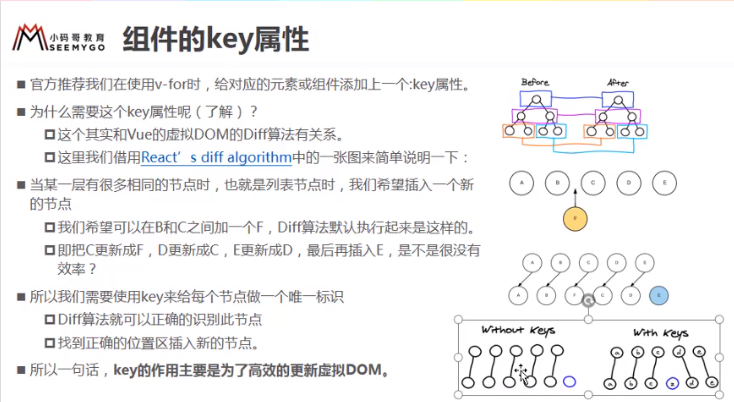 小码哥教育
SEEMYGO
组件的key属性
官方推荐我们在使用v-for时，给对应的元素或组件添加上一个:key属性。
为什么需要这个key属性呢（了解）？
这个其实和Vue的虚拟DOM的Diff算法有关系。
这里我们借用React’s diff algorithm中的一张图来简单说明一下：
当某一层有很多相同的节点时，也就是列表节点时，我们希望插入一个新
的节点
我们希望可以在B和C之间加一个F，Diff算法默认执行起来是这样的。
即把C更新成F，D更新成C，E更新成D，最后再插入E，是不是很没有
效率？
所以我们需要使用key来给每个节点做一个唯一标识
Diff算法就可以正确的识别此节点
找到正确的位置区插入新的节点。
所以一句话，key的作用主要是为了高效的更新虚拟DOM。
Before After
A B C D E
F
A B C D E
A B F C D E
Without Keys With Keys
a b c d e
a b c z d e